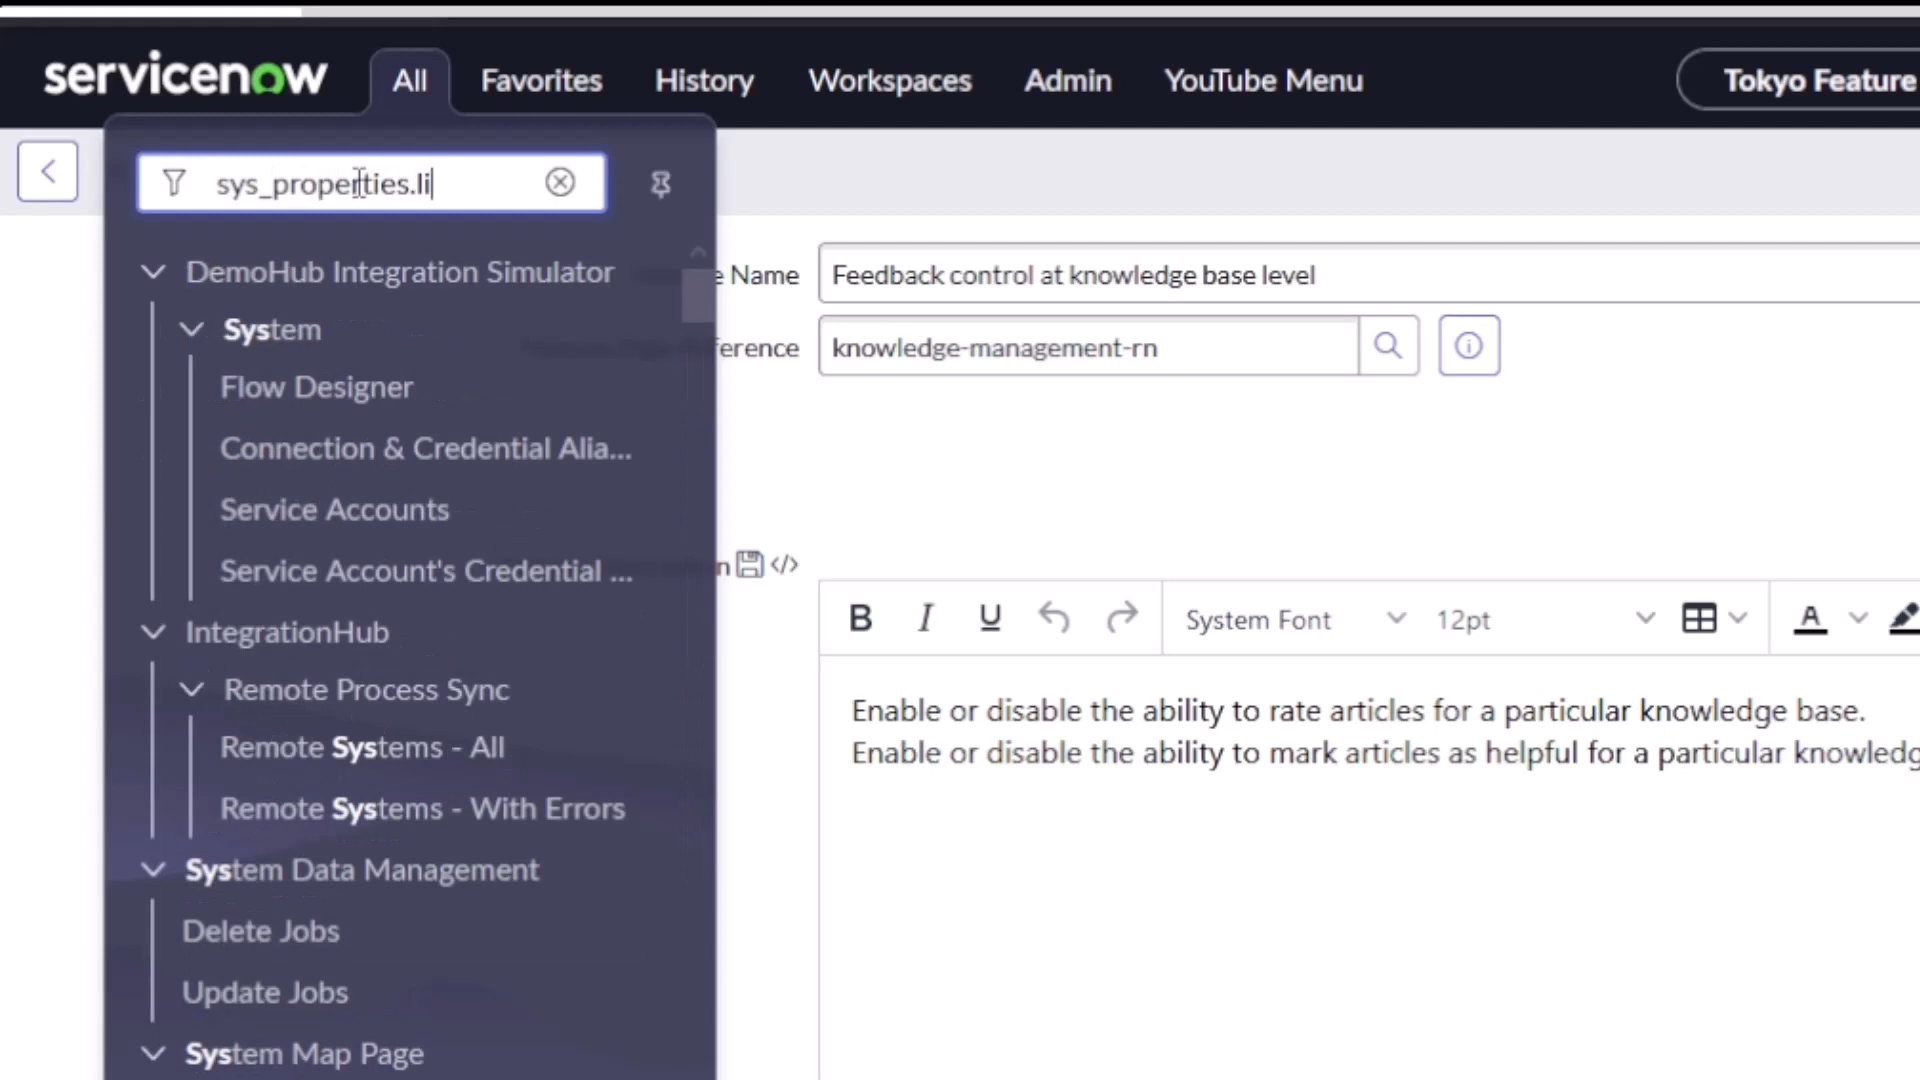 servicenow All Favorites History Workspaces Admin YouTube Menu Tokyo Feature
sys_properties.li
DemoHub Integration Simulator
System
Flow Designer
Connection & Credential Alia...
Service Accounts
Service Account's Credential ...
IntegrationHub
Remote Process Sync
Remote Systems - All
Remote Systems - With Errors
System Data Management
Delete Jobs
Update Jobs
System Map Page
Name
Feedback control at knowledge base level
ference
knowledge-management-rn
B I U System Font 12pt A
Enable or disable the ability to rate articles for a particular knowledge base.
Enable or disable the ability to mark articles as helpful for a particular knowledg